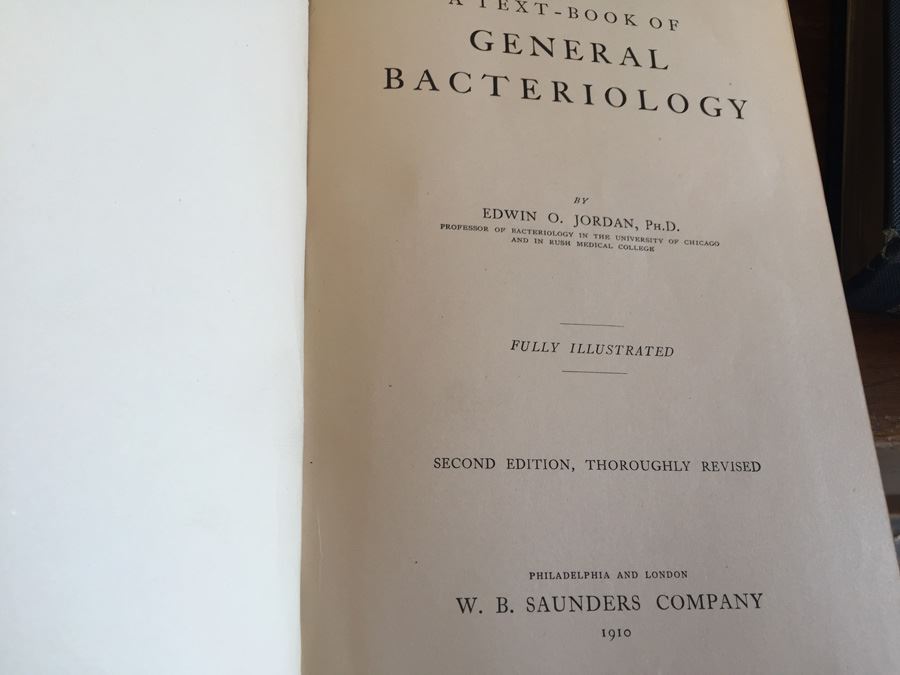 A TEXT-BOOK OF
GENERAL
BACTERIOLOGY
BY
EDWIN O. JORDAN, PH.D.
PROFESSOR OF BACTERIOLOGY IN THE UNIVERSITY OF CHICAGO
AND IN RUSH MEDICAL COLLEGE
FULLY ILLUSTRATED
SECOND EDITION, THOROUGHLY REVISED
PHILADELPHIA AND LONDON
W. B. SAUNDERS COMPANY
1910